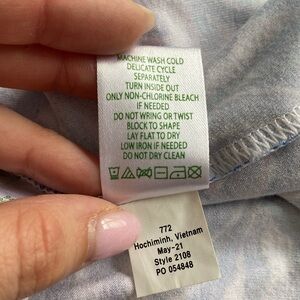 MACHINE WASH COLD
DELICATE CYCLE
SEPARATELY
TURN INSIDE OUT
ONLY NON-CHLORINE BLEACH
IF NEEDED
DO NOT WRING OR TWIST
BLOCK TO SHAPE
LAY FLAT TO DRY
LOW IRON IF NEEDED
DO NOT DRY CLEAN
772
Hochiminh, Vietnam
May-21
Style 2108
PO 054848